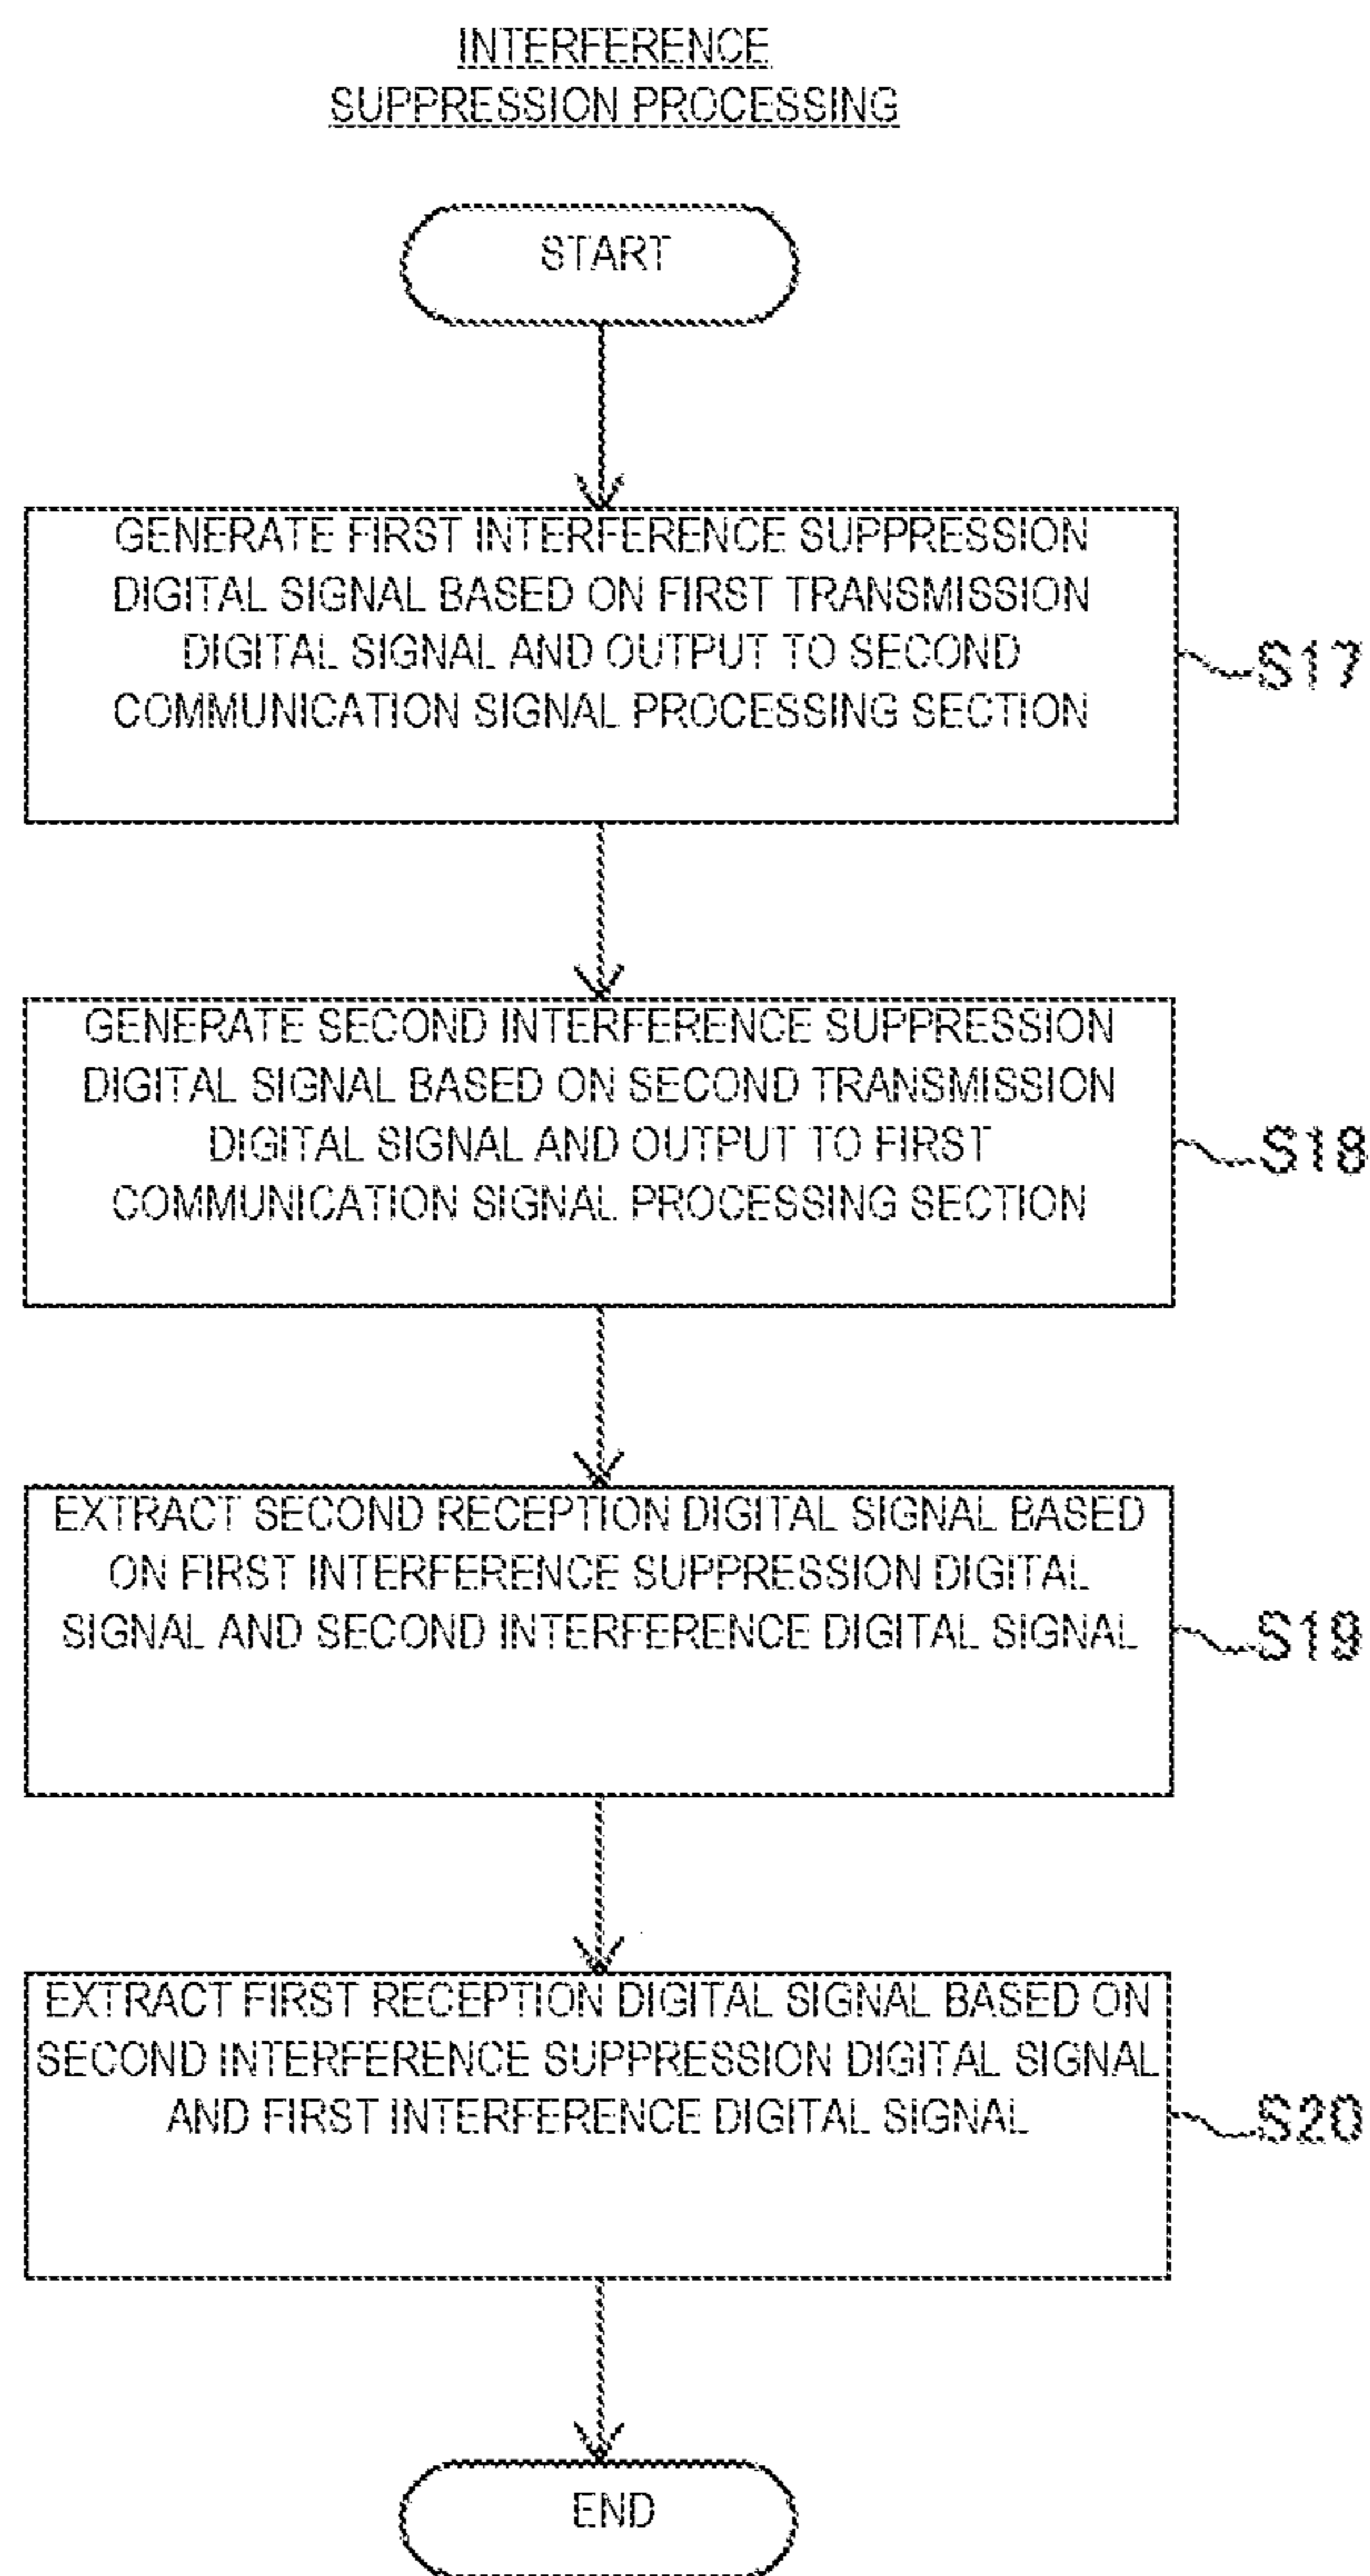 INTERFERENCE
SUPPRESSION PROCESSING
START
GENERATE FIRST INTERFERENCE SUPPRESSION
DIGITAL SIGNAL BASED ON FIRST TRANSMISSION
DIGITAL SIGNAL AND OUTPUT TO SECOND
COMMUNICATION SIGNAL PROCESSING SECTION
S17
GENERATE SECOND INTERFERENCE SUPPRESSION
DIGITAL SIGNAL BASED ON SECOND TRANSMISSION
DIGITAL SIGNAL AND OUTPUT TO FIRST
COMMUNICATION SIGNAL PROCESSING SECTION
S18
EXTRACT SECOND RECEPTION DIGITAL SIGNAL BASED
ON FIRST INTERFERENCE SUPPRESSION DIGITAL
SIGNAL AND SECOND INTERFERENCE DIGITAL SIGNAL
S19
EXTRACT FIRST RECEPTION DIGITAL SIGNAL BASED ON
SECOND INTERFERENCE SUPPRESSION DIGITAL SIGNAL
AND FIRST INTERFERENCE DIGITAL SIGNAL
S20
END